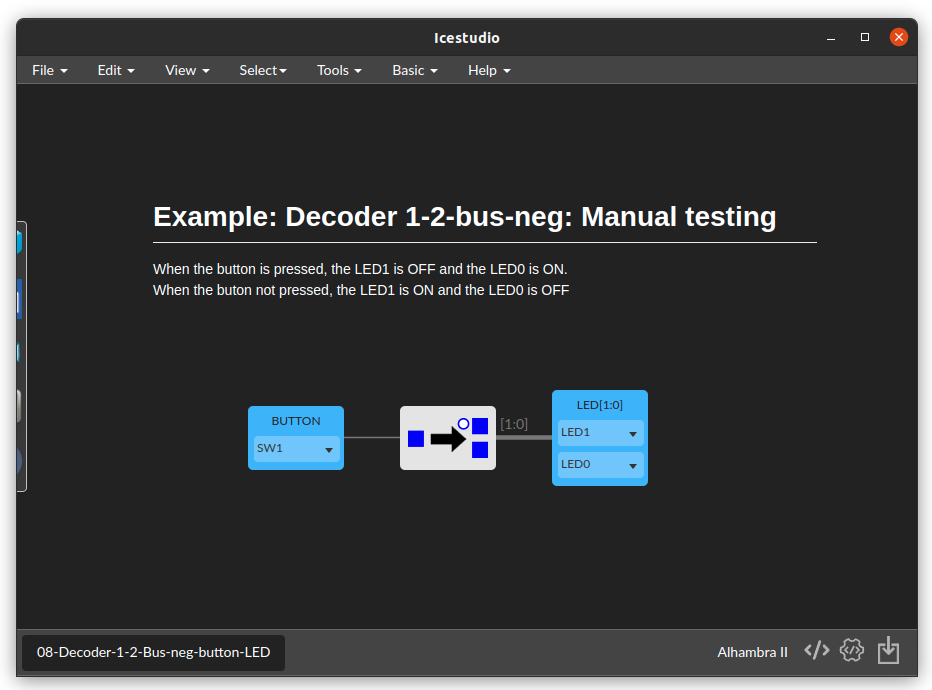 Icestudio
File Edit View Select Tools Basic Help
Example: Decoder 1-2-bus-neg: Manual testing
When the button is pressed, the LED1 is OFF and the LED0 is ON.
When the buton not pressed, the LED1 is ON and the LED0 is OFF
BUTTON
SW1
[1:0]
LED[1:0]
LED1
LED0
08-Decoder-1-2-Bus-neg-button-LED
Alhambra II